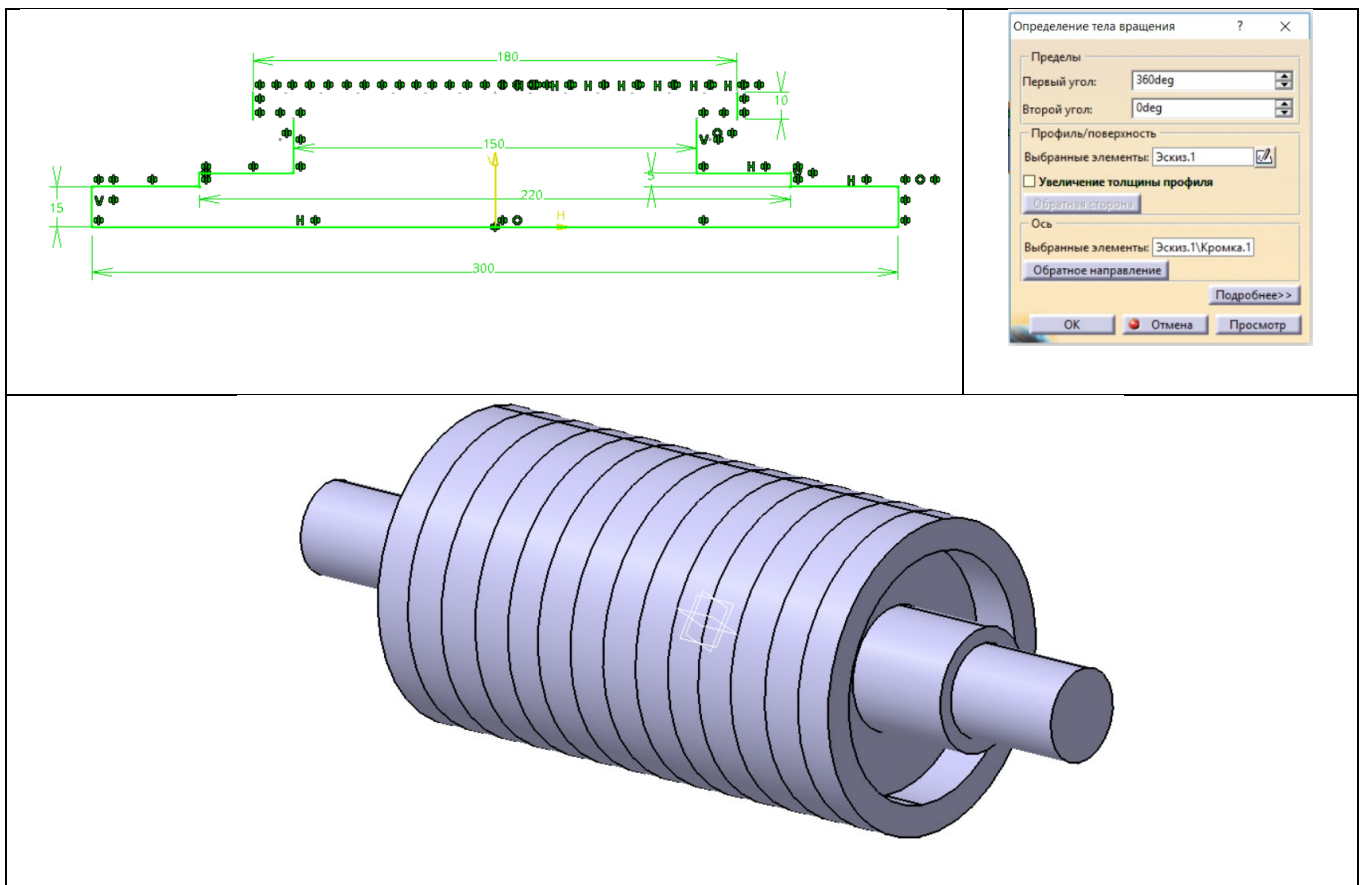 180
10
150
5
220
15
V
H
300
Определение тела вращения ? ×
Пределы
Первый угол: 360deg
Второй угол: 0deg
Профиль/поверхность
Выбранные элементы: Эскиз.1
Увеличение толщины профиля
Обратная сторона
Ось
Выбранные элементы: Эскиз.1\Кромка.1
Обратное направление
Подробнее>>
OK Отмена Просмотр